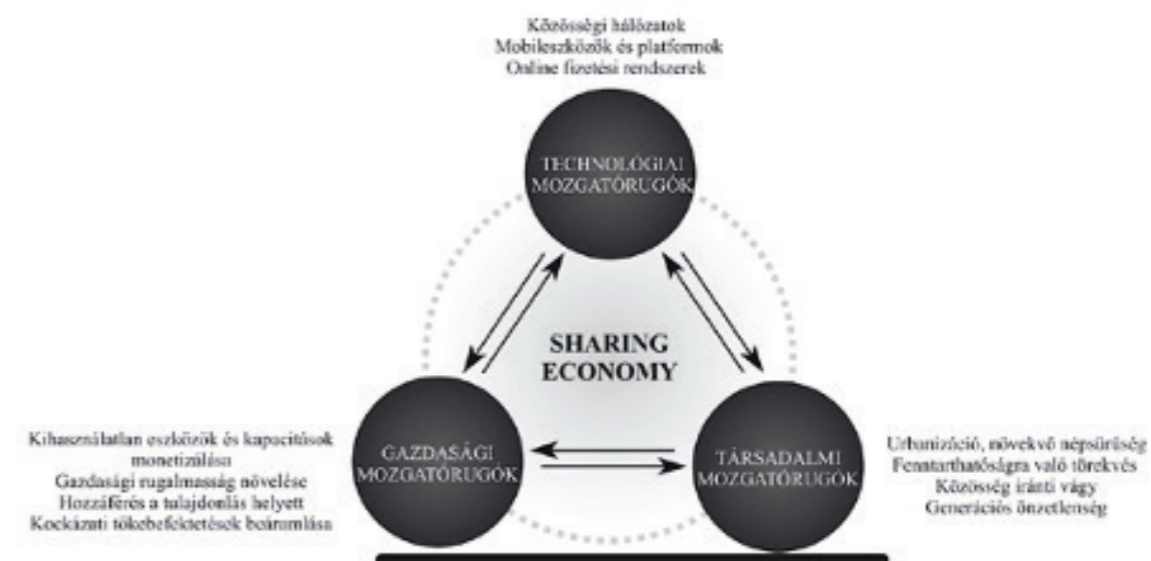 Közösségi hálózatok
Mobileszközök és platformok
Online fizetési rendszerek
TECHNOLÓGIAI
MOZGATÓRUGÓK
SHARING
ECONOMY
GAZDASÁGI
MOZGATÓRUGÓK
Kihasználatlan eszközök és kapacitások
monetizálása
Gazdasági rugalmasság növelése
Hozzáférés a tulajdonlás helyett
Kockázati tőkebefektetések beáramlása
TÁRSADALMI
MOZGATÓRUGÓK
Urbanizáció, növekvő népsűrűség
Fenntarthatóságra való törekvés
Közösség iránti vágy
Generációs önzetlenség